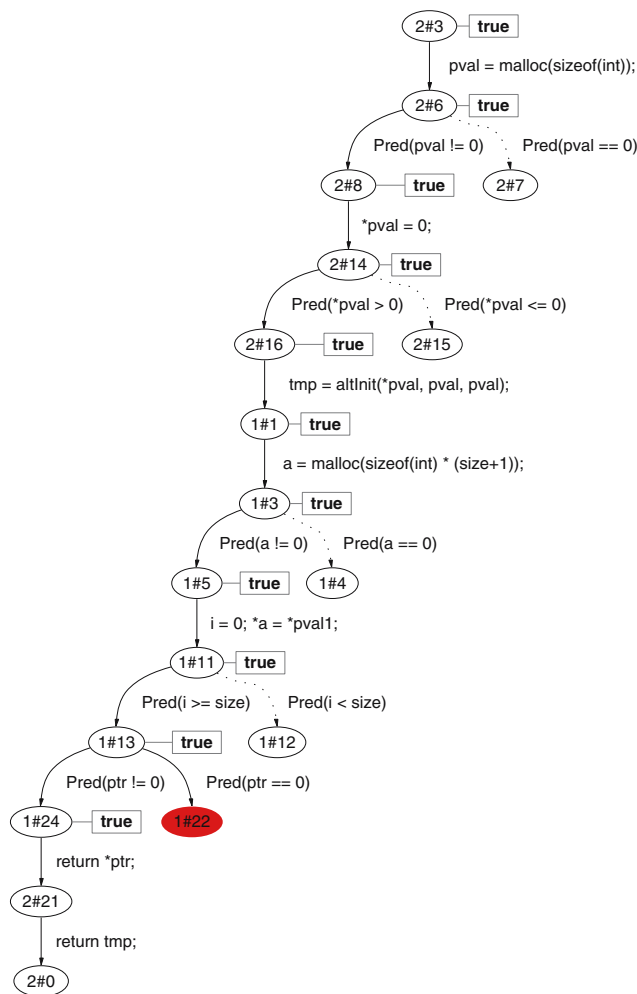 2#3 true
pval = malloc(sizeof(int));
2#6 true
Pred(pval != 0) Pred(pval == 0)
2#8 true 2#7
*pval = 0;
2#14 true
Pred(*pval > 0) Pred(*pval <= 0)
2#16 true 2#15
tmp = altInit(*pval, pval, pval);
1#1 true
a = malloc(sizeof(int) * (size+1));
1#3 true
Pred(a != 0) Pred(a == 0)
1#5 true 1#4
i = 0; *a = *pval1;
1#11 true
Pred(i >= size) Pred(i < size)
1#13 true 1#12
Pred(ptr != 0) Pred(ptr == 0)
1#24 true 1#22
return *ptr;
2#21
return tmp;
2#0